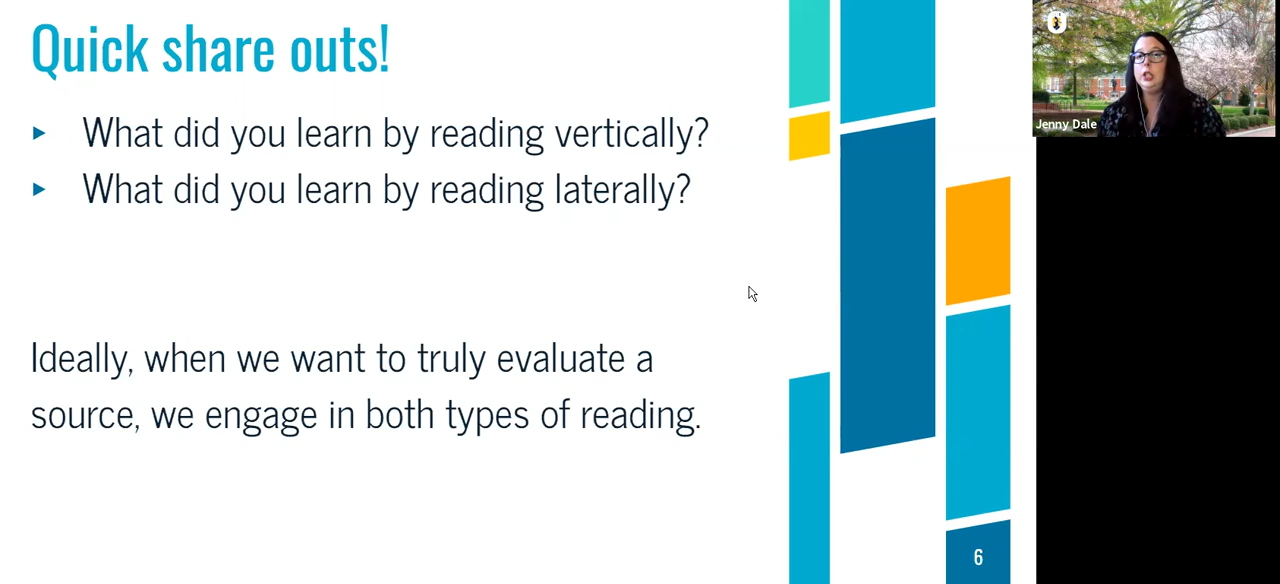 Quick share outs!
What did you learn by reading vertically?
What did you learn by reading laterally?
Ideally, when we want to truly evaluate a
source, we engage in both types of reading.
6
Jenny Dale